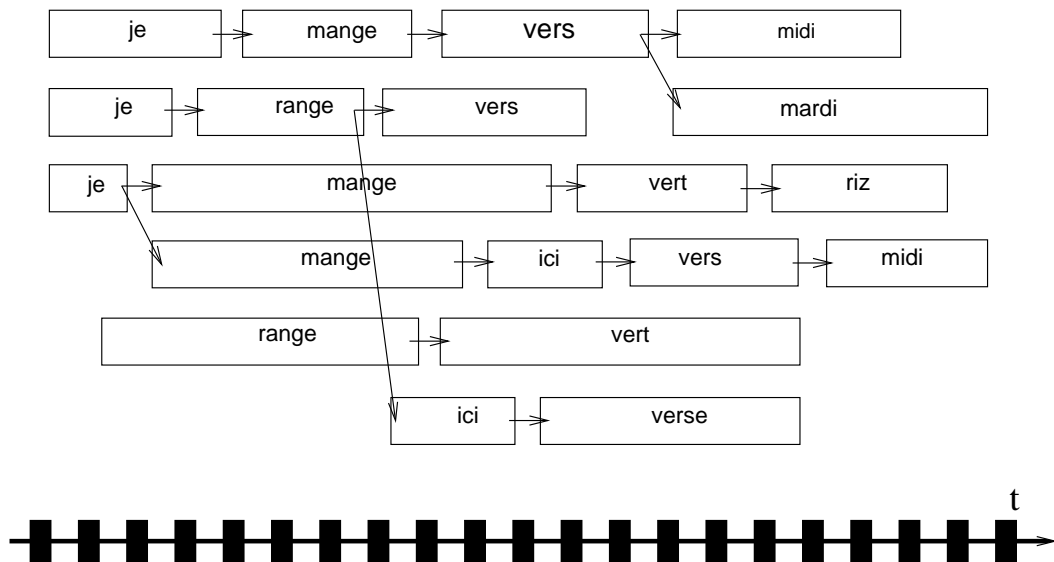 je mange vers midi
mardi
je range vers
je mange vert riz
mange ici vers midi
range vert
ici verse
t